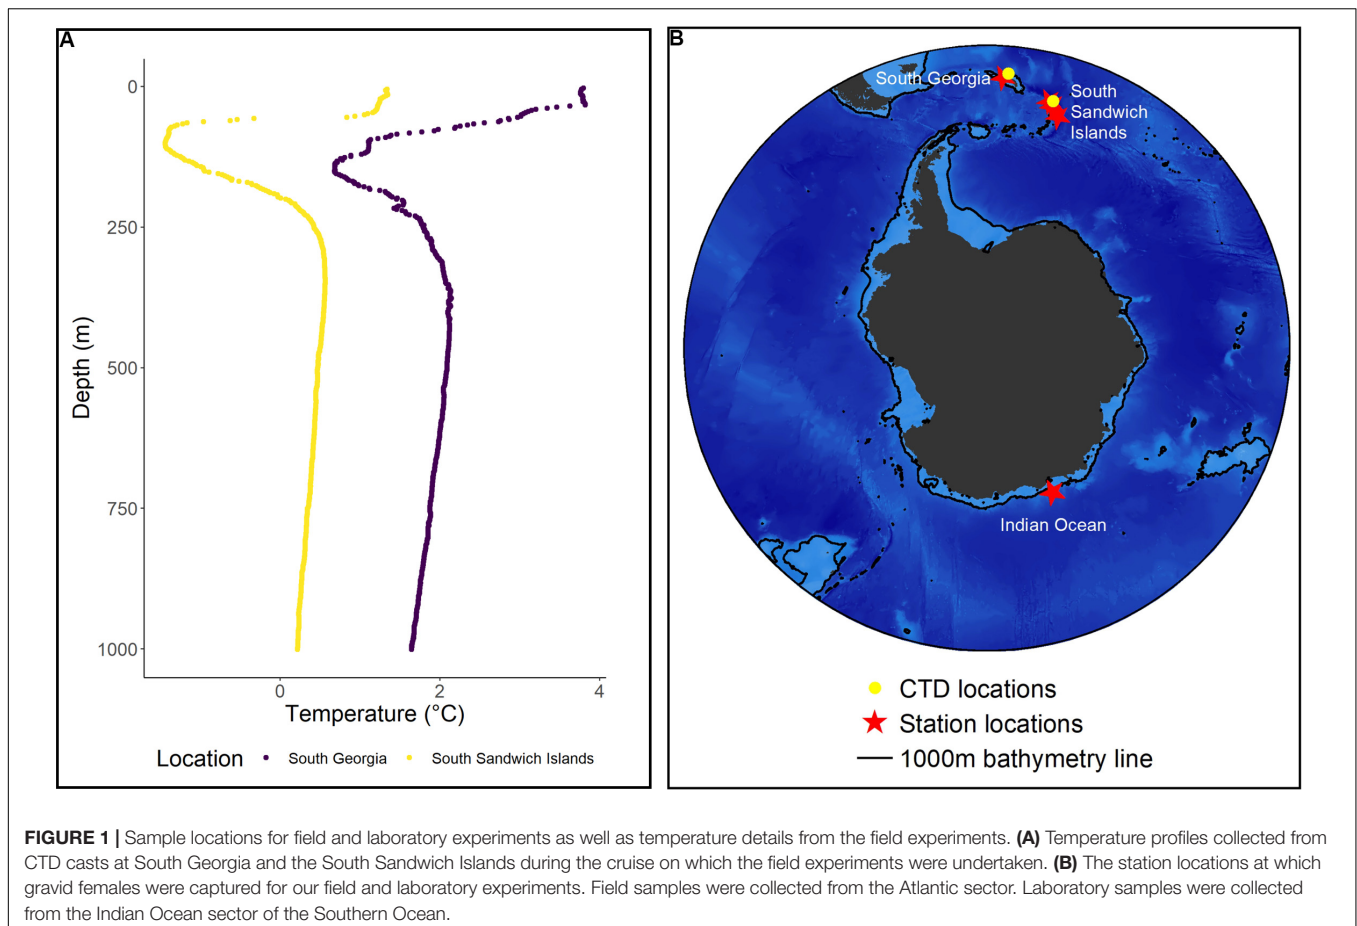 A
0
250
500
750
1000
Depth (m)
0 2 4
Temperature (°C)
Location South Georgia South Sandwich Islands
B
South Georgia
South
Sandwich
Islands
Indian Ocean
CTD locations
Station locations
1000m bathymetry line
FIGURE 1 | Sample locations for field and laboratory experiments as well as temperature details from the field experiments. (A) Temperature profiles collected from
CTD casts at South Georgia and the South Sandwich Islands during the cruise on which the field experiments were undertaken. (B) The station locations at which
gravid females were captured for our field and laboratory experiments. Field samples were collected from the Atlantic sector. Laboratory samples were collected
from the Indian Ocean sector of the Southern Ocean.